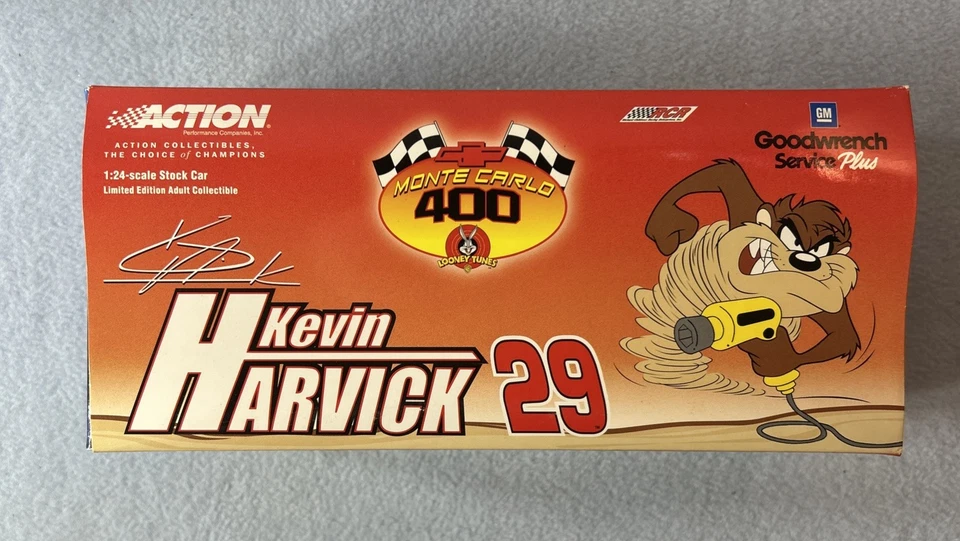 ACTION
Performance Companies, Inc.
ACTION COLLECTIBLES,
THE CHOICE of CHAMPIONS
1:24-scale Stock Car
Limited Edition Adult Collectible
MONTE CARLO
400
LOONEY TUNES
RCR
GM
Goodwrench
Service Plus
Kevin
HARVICK
29